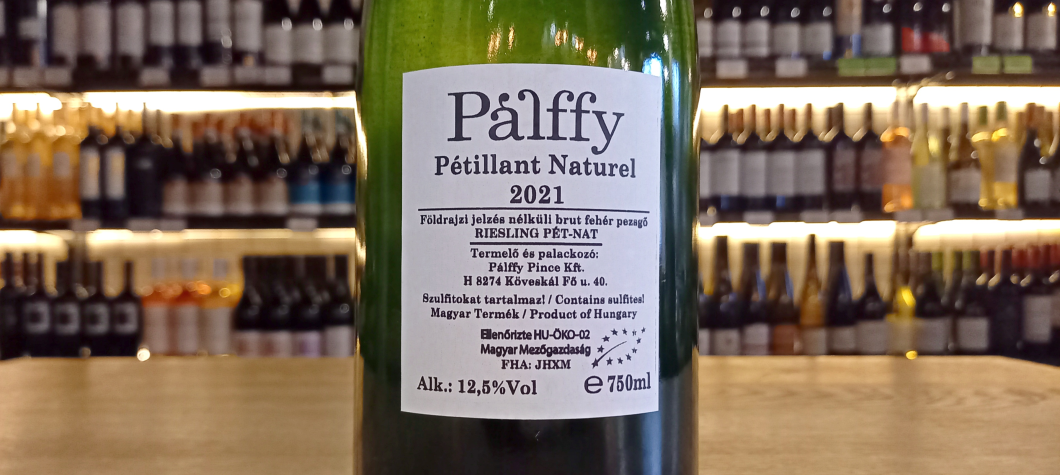 Pálffy
Pétillant Naturel
2021
Földrajzi jelzés nélküli brut fehér pezsgő
RIESLING PÉT-NAT
Termelő és palackozó:
Pálffy Pince Kft.
H 8274 Köveskál Fő u. 40.
Szulfitokat tartalmaz! / Contains sulfites!
Magyar Termék / Product of Hungary
Ellenőrizte HU-ÖKO-02
Magyar Mezőgazdaság
FHA: JHXM
Alk.: 12,5%Vol
℮ 750ml